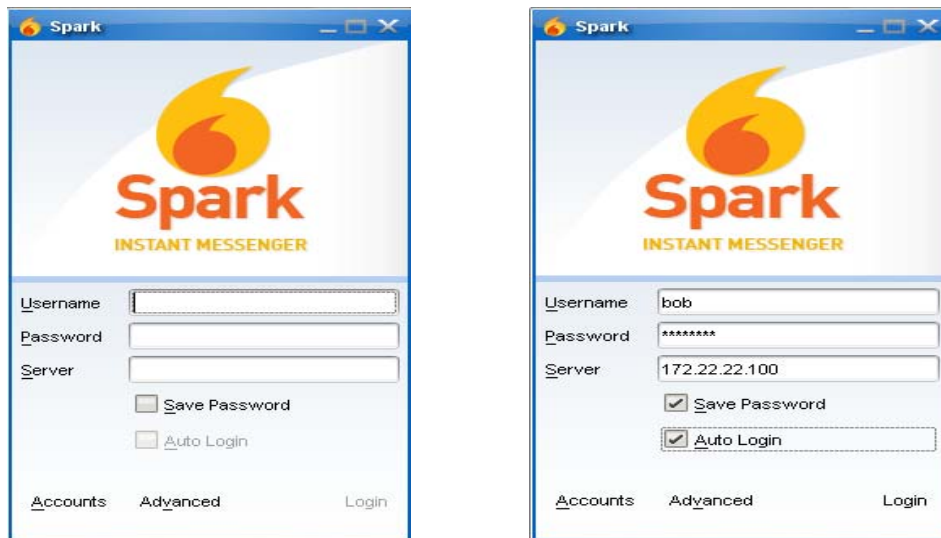 Spark
Spark
INSTANT MESSENGER
Username
Password
Server
Save Password
Auto Login
Accounts Advanced Login
Spark
Spark
INSTANT MESSENGER
Username bob
Password ********
Server 172.22.22.100
Save Password
Auto Login
Accounts Advanced Login